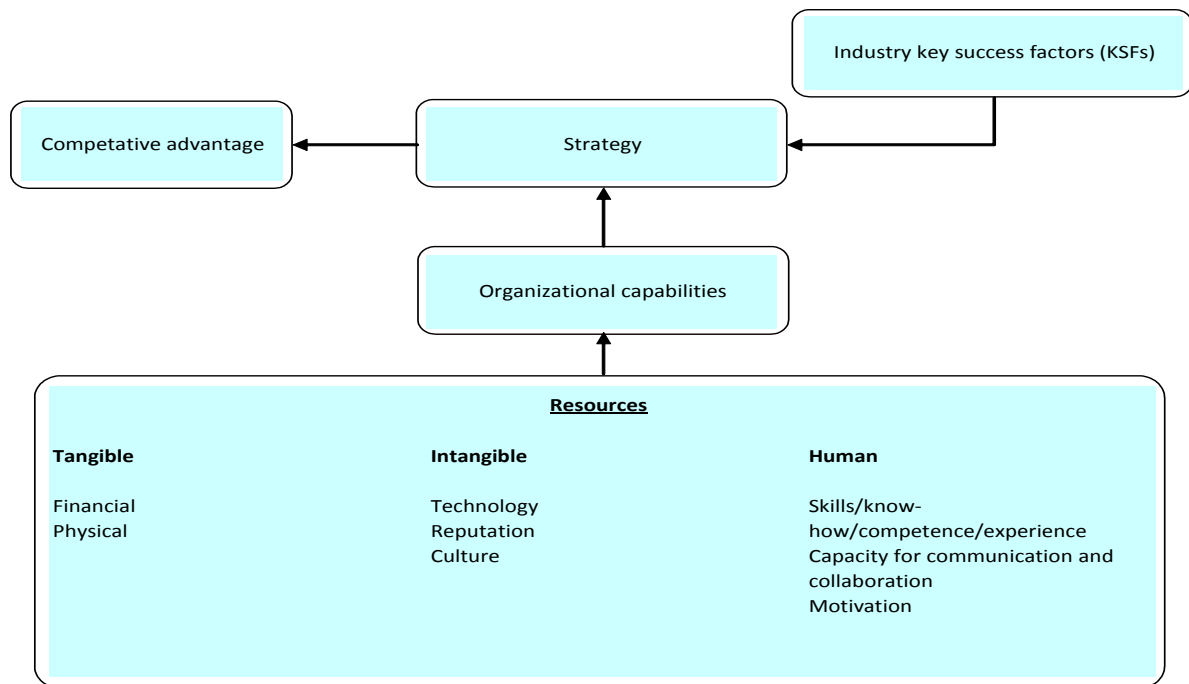 Industry key success factors (KSFs)
Competative advantage
Strategy
Organizational capabilities
Resources
Tangible
Intangible
Human
Financial
Physical
Technology
Reputation
Culture
Skills/know-
how/competence/experience
Capacity for communication and
collaboration
Motivation